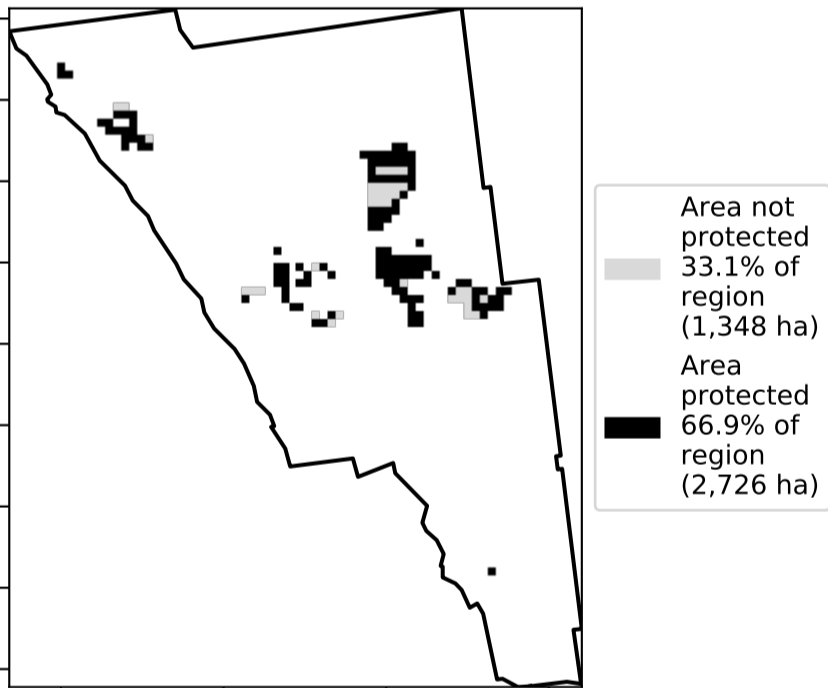 Area not
protected
33.1% of
region
(1,348 ha)
Area
protected
66.9% of
region
(2,726 ha)